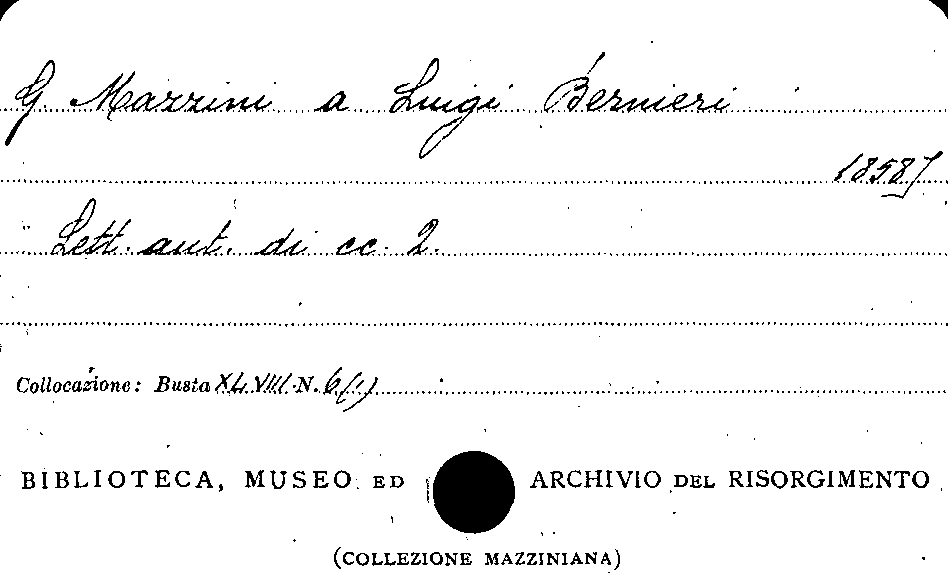 G. Mazzini a Luigi Bernieri
1858]
Lett. aut. di cc. 2.
Collocazione: Busta XLVIII N. 6(1)
BIBLIOTECA, MUSEO ED ARCHIVIO DEL RISORGIMENTO
(COLLEZIONE MAZZINIANA)